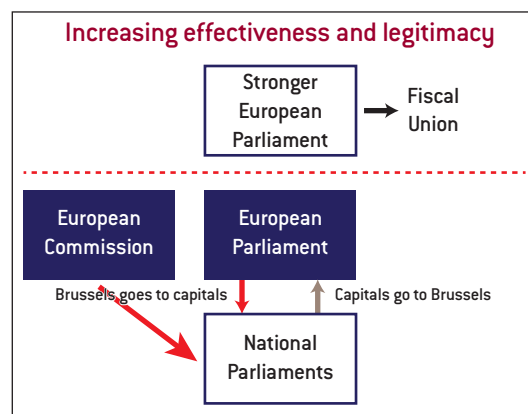 Increasing effectiveness and legitimacy
Stronger
European
Parliament
Fiscal
Union
European
Commission
European
Parliament
Brussels goes to capitals
Capitals go to Brussels
National
Parliaments